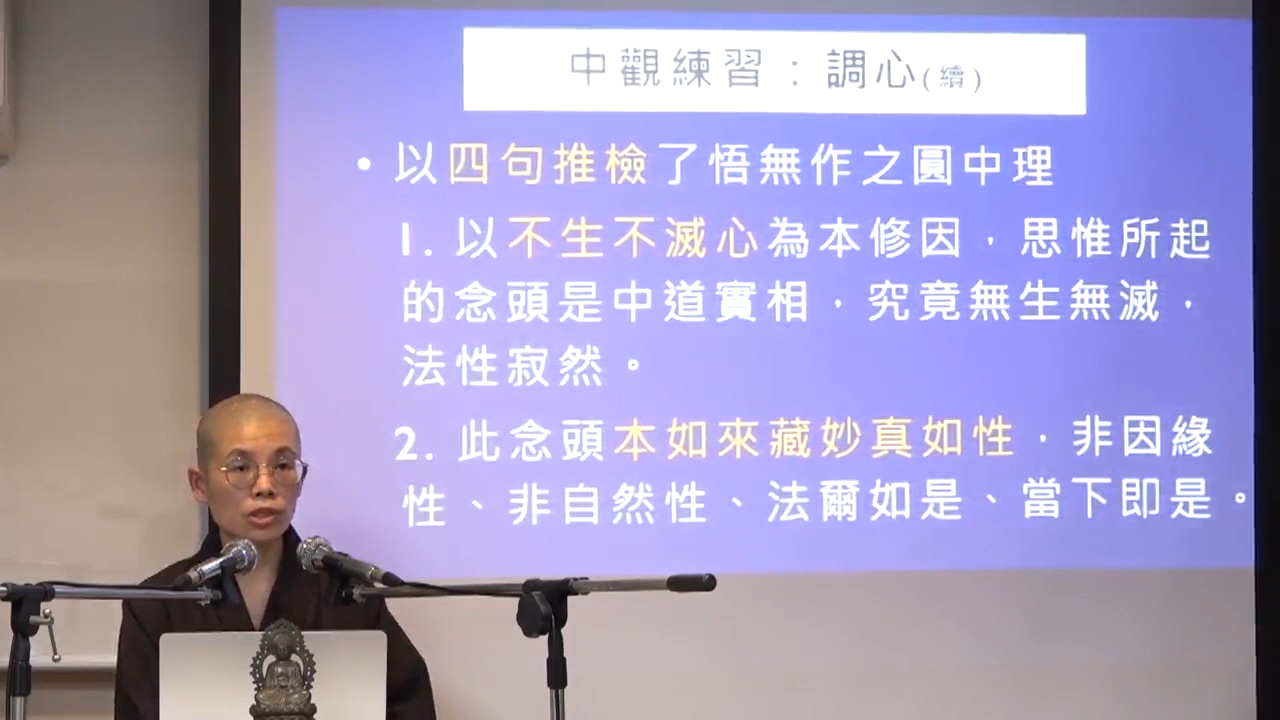 中觀練習：調心(續)
• 以四句推檢了悟無作之圓中理
1. 以不生不滅心為本修因，思惟所起
的念頭是中道實相，究竟無生無滅，
法性寂然。
2. 此念頭本如來藏妙真如性，非因緣
性、非自然性、法爾如是、當下即是。